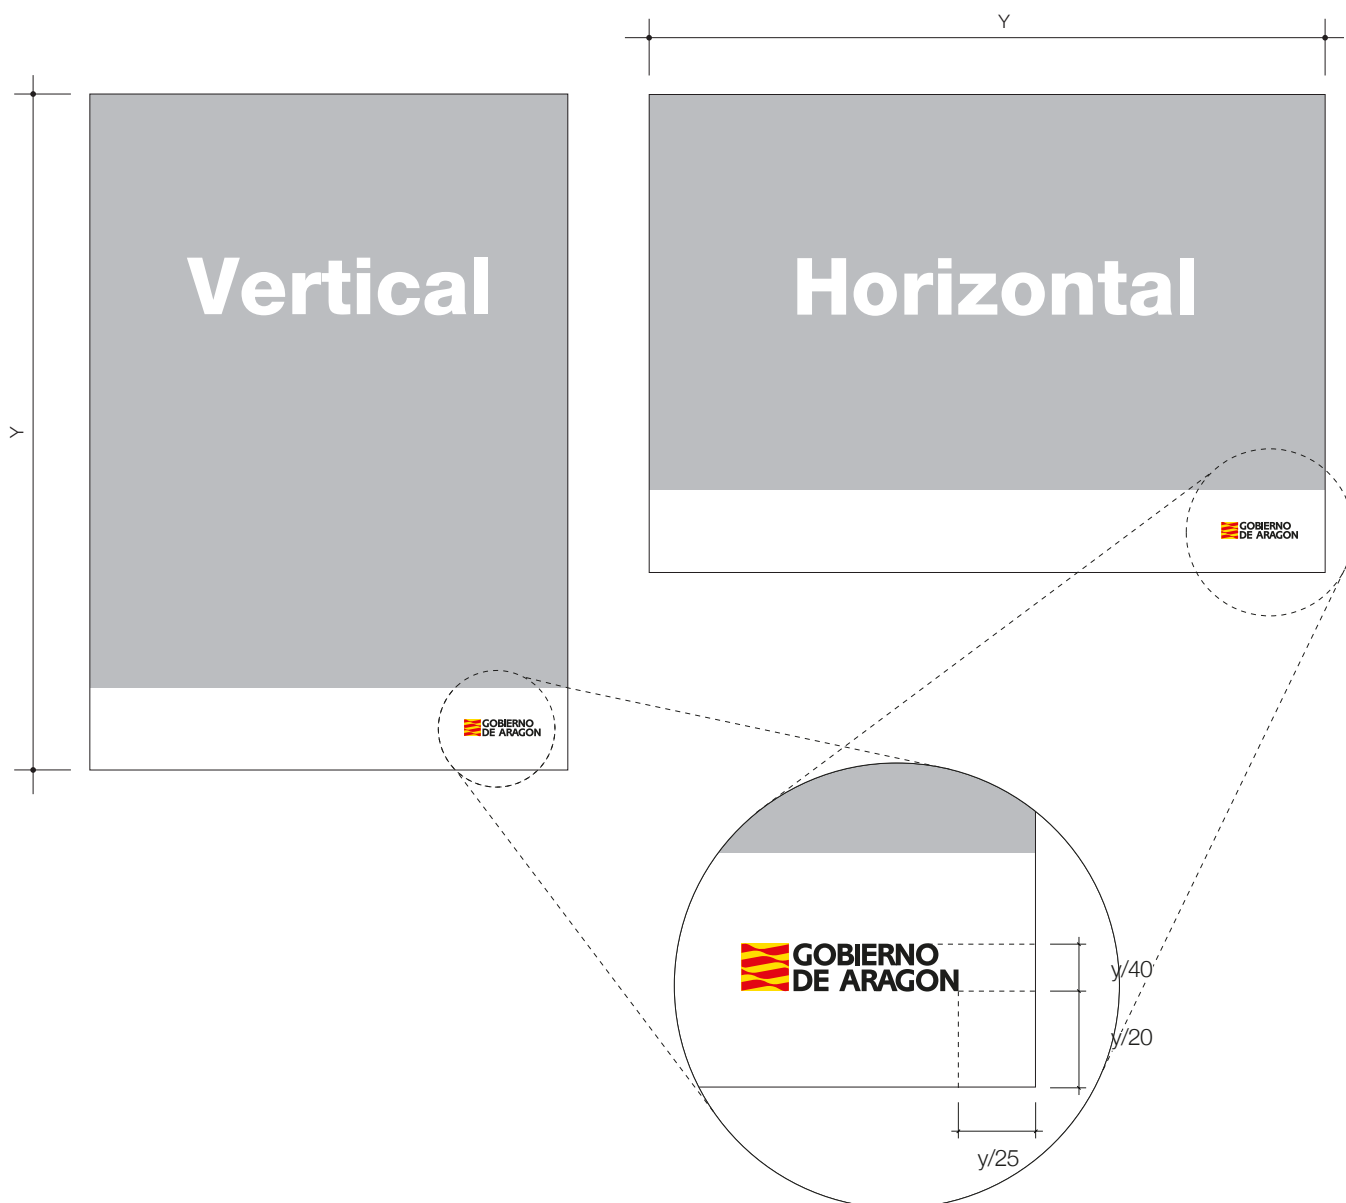 Y
Y
Vertical
Horizontal
GOBIERNO
DE ARAGON
GOBIERNO
DE ARAGON
GOBIERNO
DE ARAGON
y/40
y/20
y/25